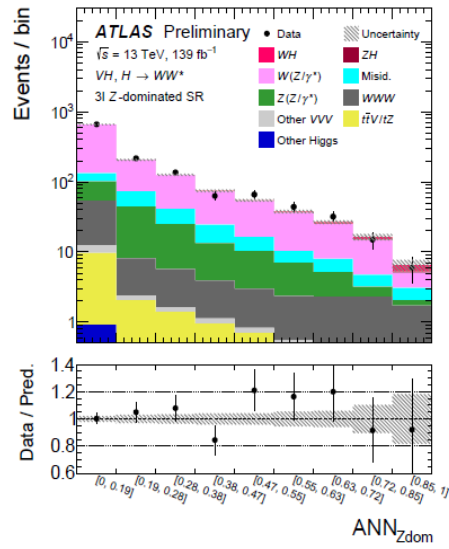 Events / bin
10⁴
10³
10²
10
1
ATLAS Preliminary
√s = 13 TeV, 139 fb⁻¹
VH, H → WW*
3l Z-dominated SR
Data
Uncertainty
WH
ZH
W(Z/γ*)
Misid.
Z(Z/γ*)
WWW
Other VVV
tt̄V/tZ
Other Higgs
Data / Pred.
1.4
1.2
1
0.8
0.6
[0, 0.19]
[0.19, 0.28]
[0.28, 0.38]
[0.38, 0.47]
[0.47, 0.55]
[0.55, 0.63]
[0.63, 0.72]
[0.72, 0.85]
[0.85, 1]
ANN_Zdom